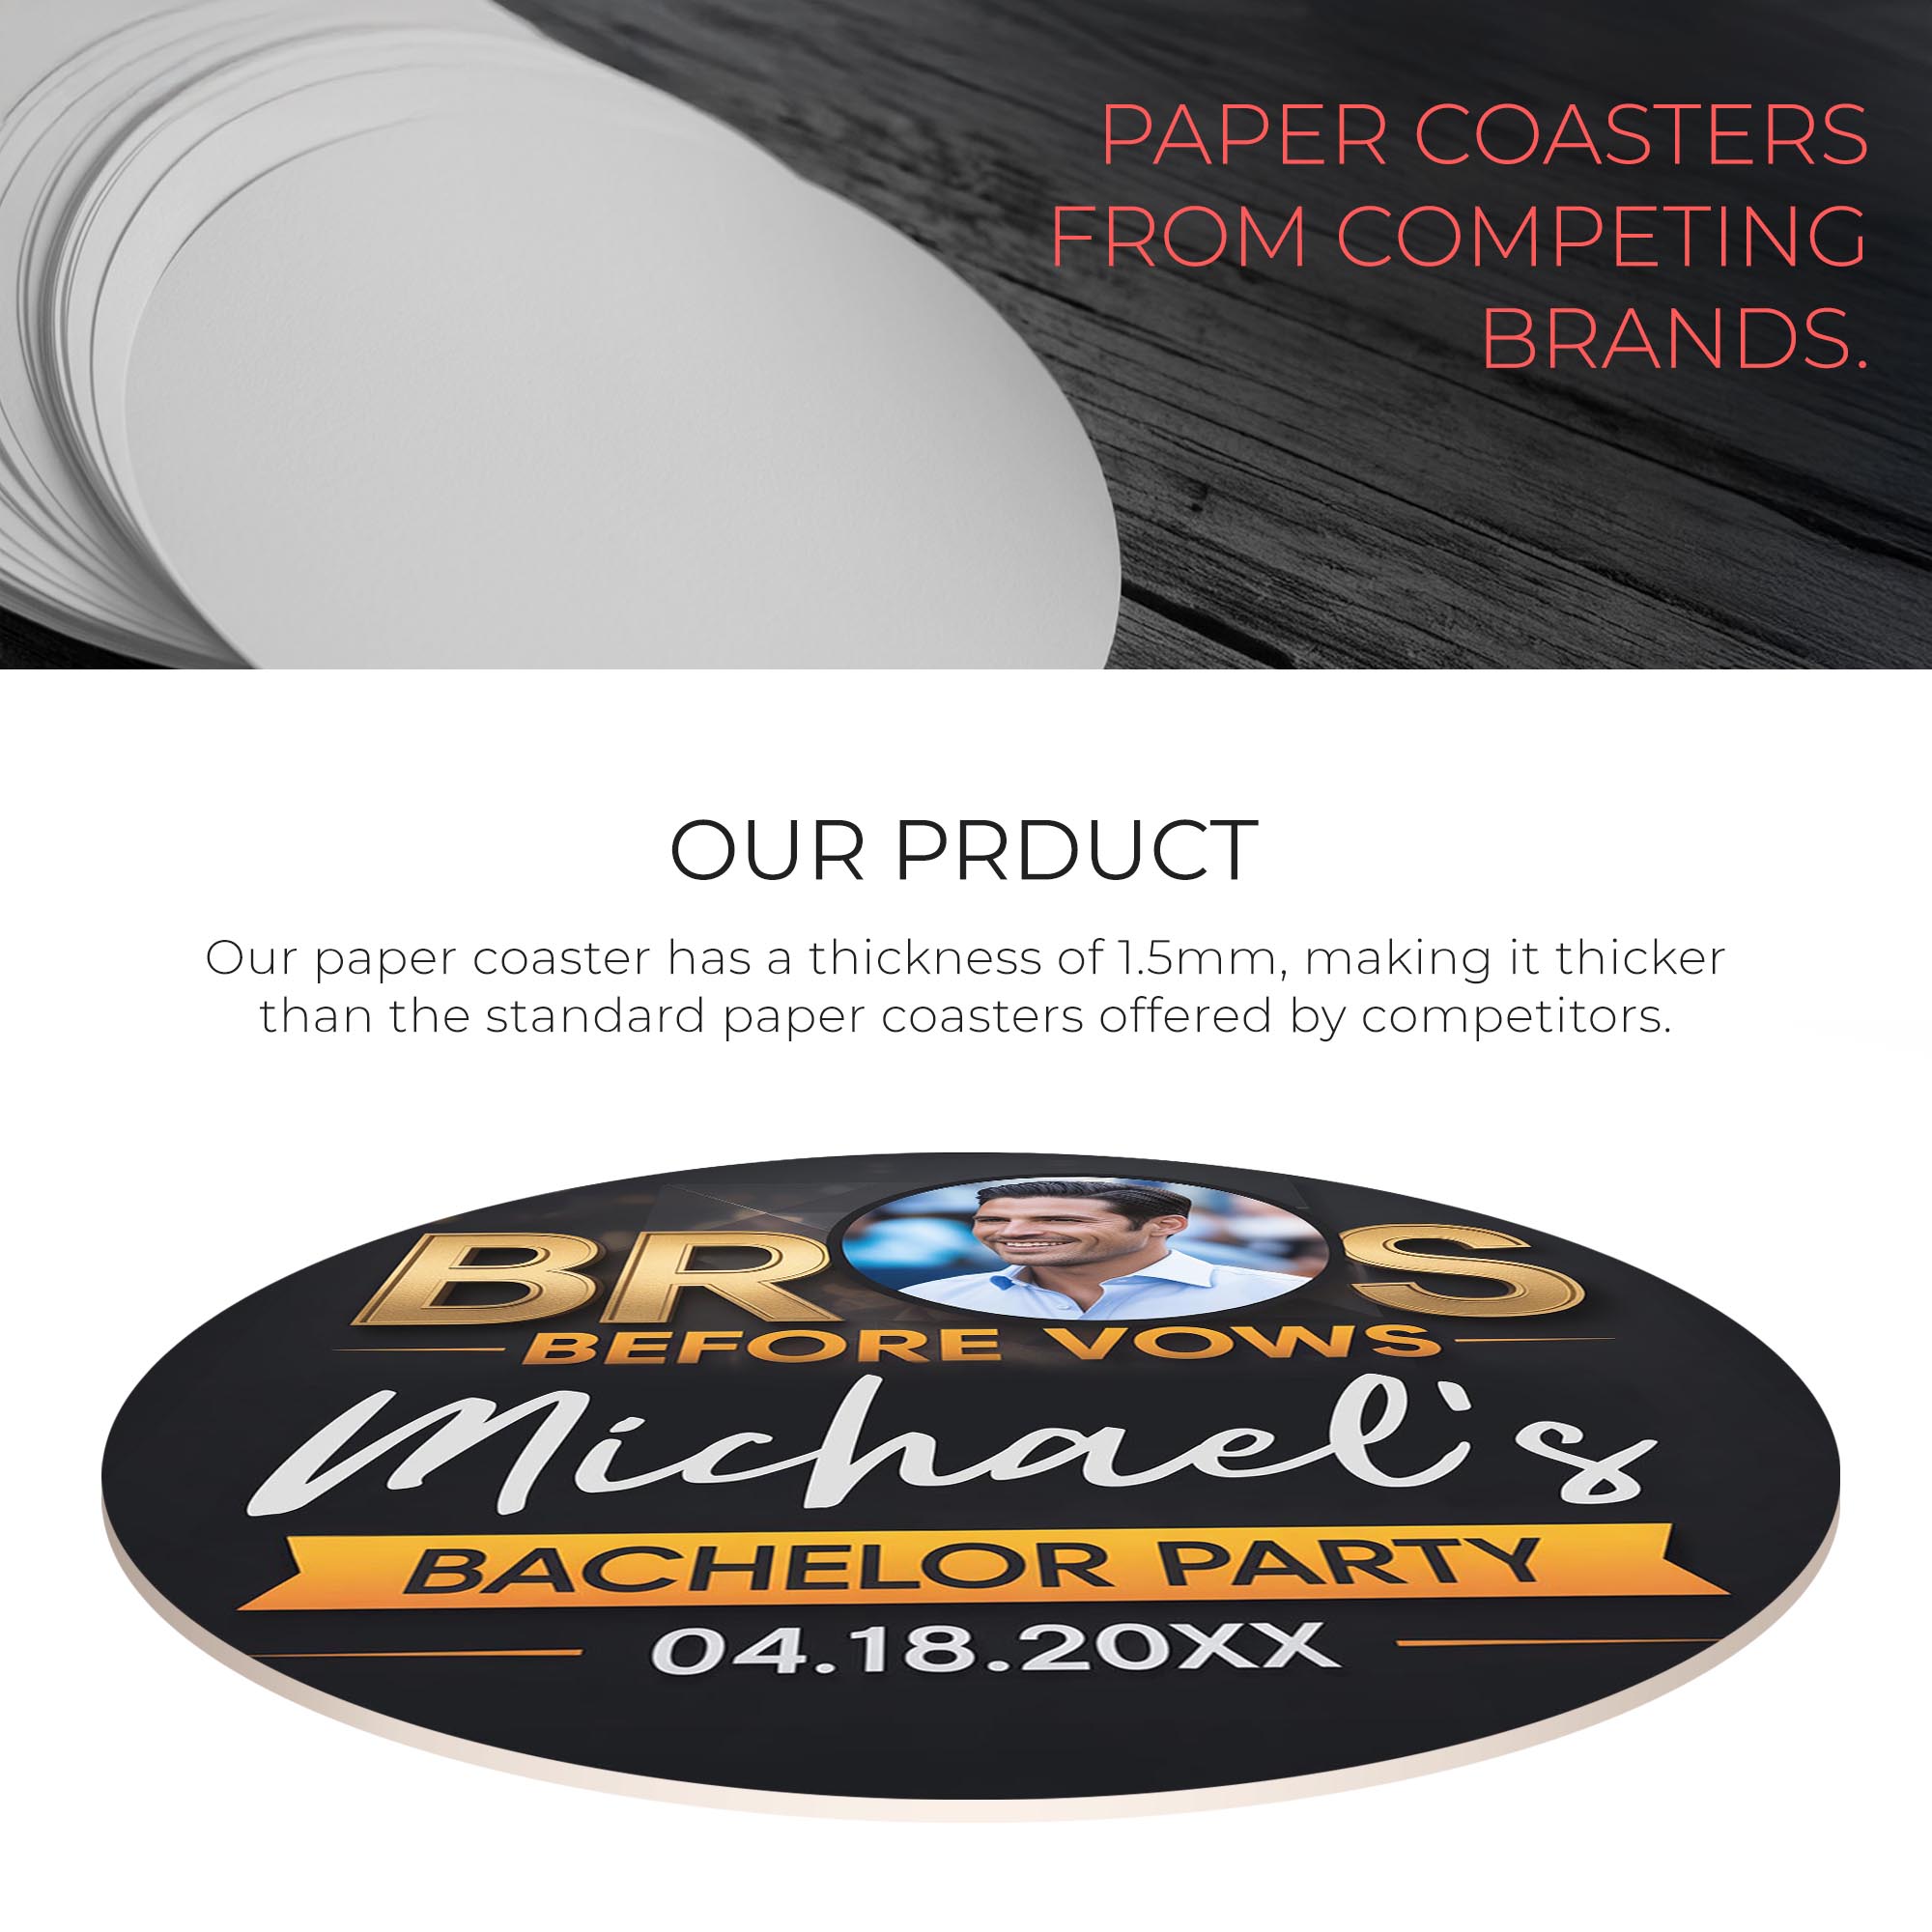 PAPER COASTERS
FROM COMPETING
BRANDS.
OUR PRDUCT
Our paper coaster has a thickness of 1.5mm, making it thicker
than the standard paper coasters offered by competitors.
BR S
BEFORE VOWS
Michael's
BACHELOR PARTY
04.18.20XX